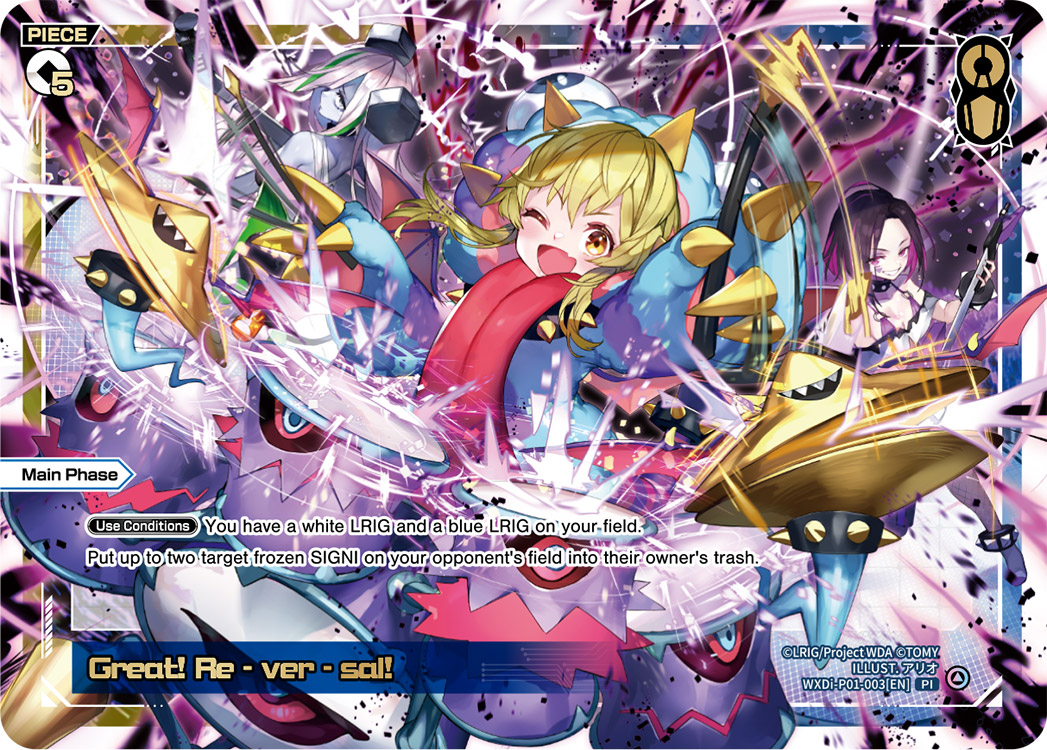 PIECE
5
Main Phase
Use Conditions You have a white LRIG and a blue LRIG on your field.
Put up to two target frozen SIGNI on your opponent's field into their owner's trash.
Great! Re - ver - sal!
©LRIG/Project WDA ©TOMY
ILLUST. アリオ
WXDi-P01-003[EN] PI